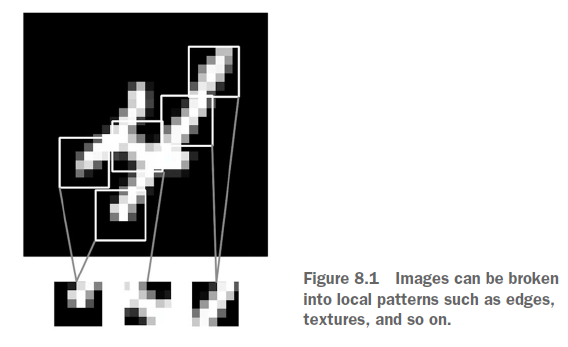 Figure 8.1 Images can be broken
into local patterns such as edges,
textures, and so on.